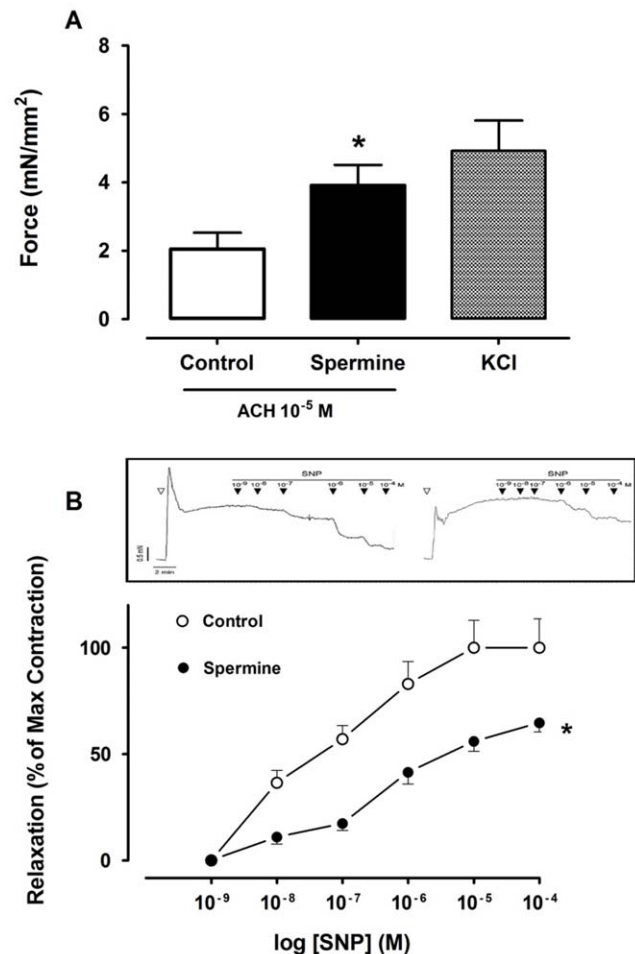 A
Force (mN/mm²)
8
6
4
2
0
*
Control Spermine KCl
ACH 10⁻⁵ M
B
SNP
10⁻⁹ 10⁻⁸ 10⁻⁷ 10⁻⁶ 10⁻⁵ 10⁻⁴ M
0.5 mN
2 min
SNP
10⁻⁹ 10⁻⁸ 10⁻⁷ 10⁻⁶ 10⁻⁵ 10⁻⁴ M
Relaxation (% of Max Contraction)
100
50
0
Control
Spermine
*
10⁻⁹ 10⁻⁸ 10⁻⁷ 10⁻⁶ 10⁻⁵ 10⁻⁴
log [SNP] (M)